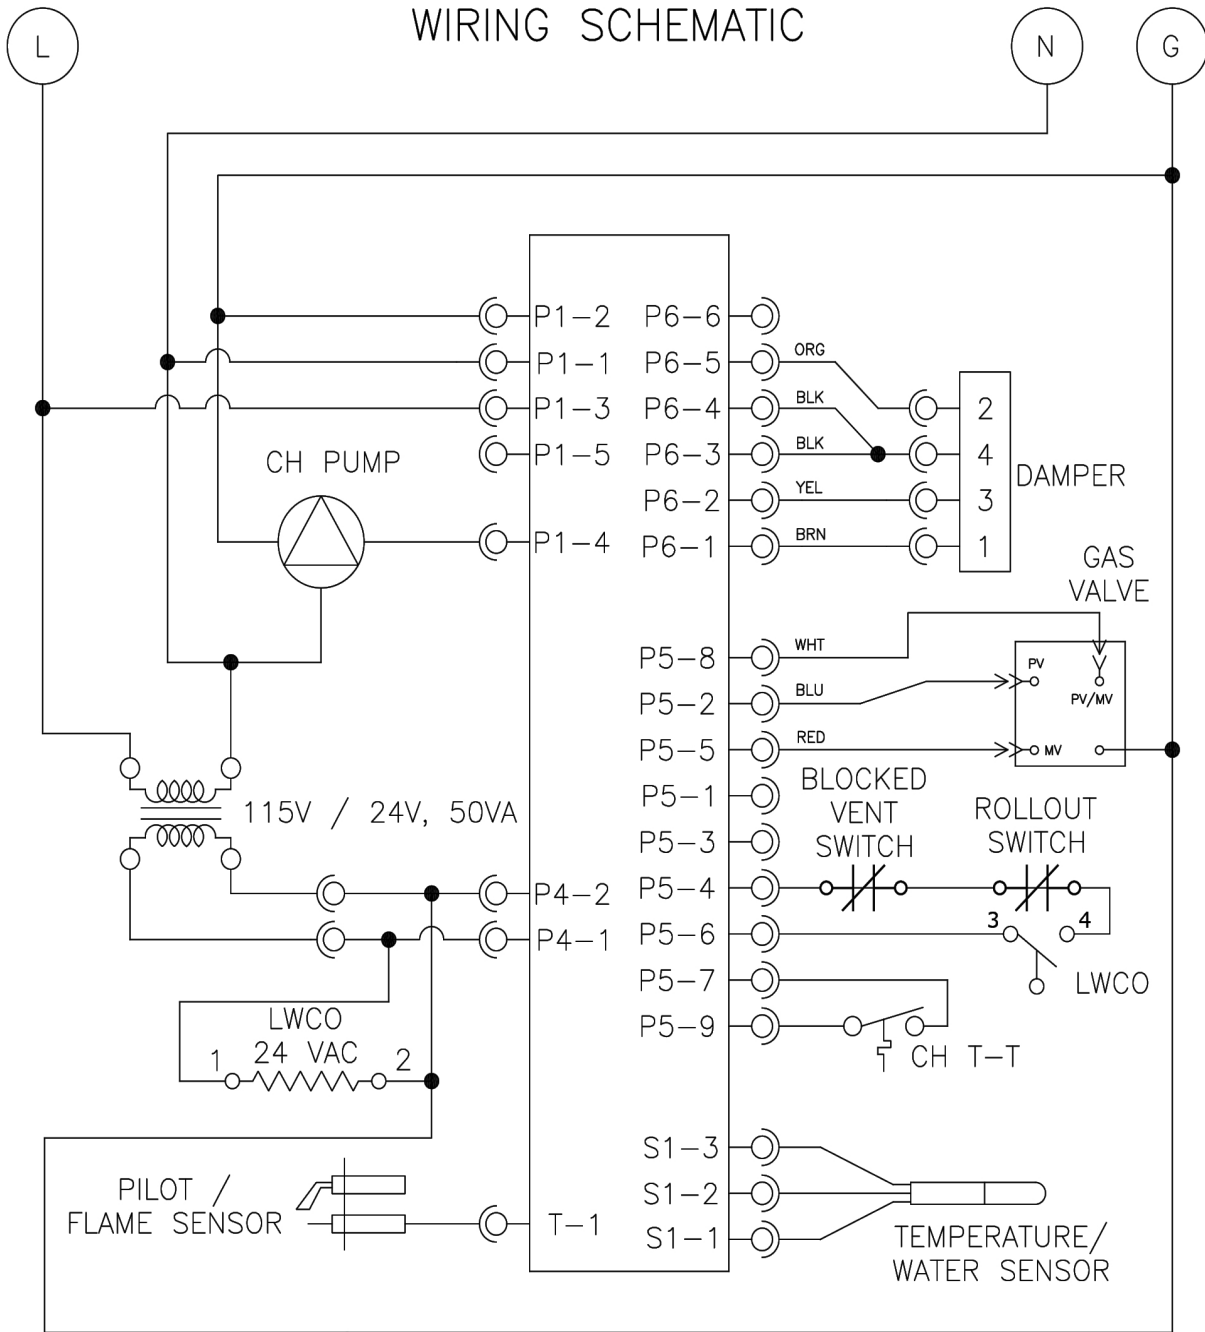 WIRING SCHEMATIC
L
N
G
P1-2
P6-6
P1-1
P6-5
ORG
P1-3
P6-4
BLK
2
P1-5
P6-3
BLK
4
CH PUMP
DAMPER
P6-2
YEL
3
P1-4
P6-1
BRN
1
GAS
VALVE
P5-8
WHT
PV
PV/MV
P5-2
BLU
P5-5
RED
MV
115V / 24V, 50VA
P5-1
BLOCKED
VENT
SWITCH
ROLLOUT
SWITCH
P5-3
P4-2
P5-4
P4-1
P5-6
3
4
LWCO
P5-7
P5-9
CH T-T
LWCO
24 VAC
1
2
S1-3
S1-2
S1-1
PILOT /
FLAME SENSOR
T-1
TEMPERATURE/
WATER SENSOR